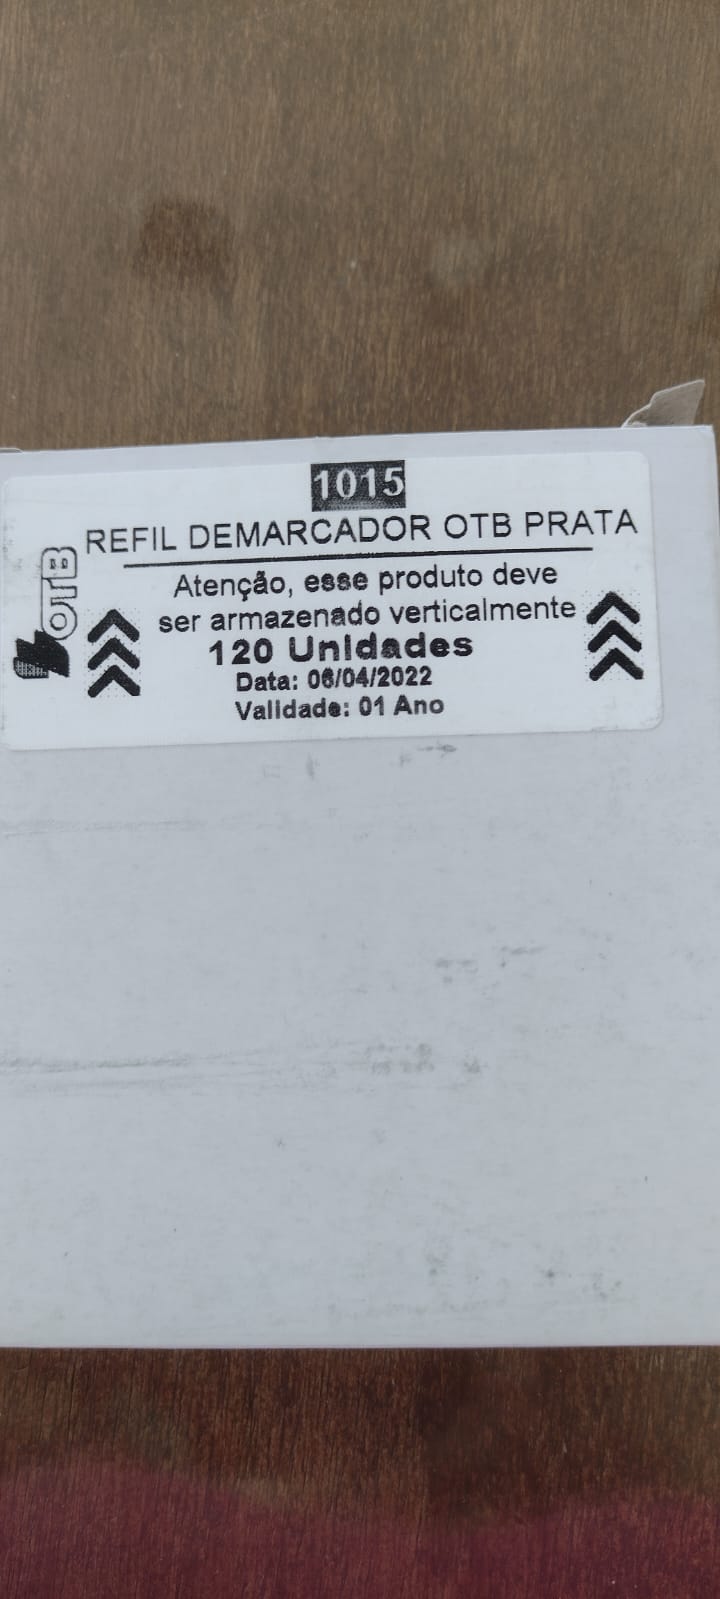 1015
REFIL DEMARCADOR OTB PRATA
OTB
Atenção, esse produto deve
ser armazenado verticalmente
120 Unidades
Data: 06/04/2022
Validade: 01 Ano